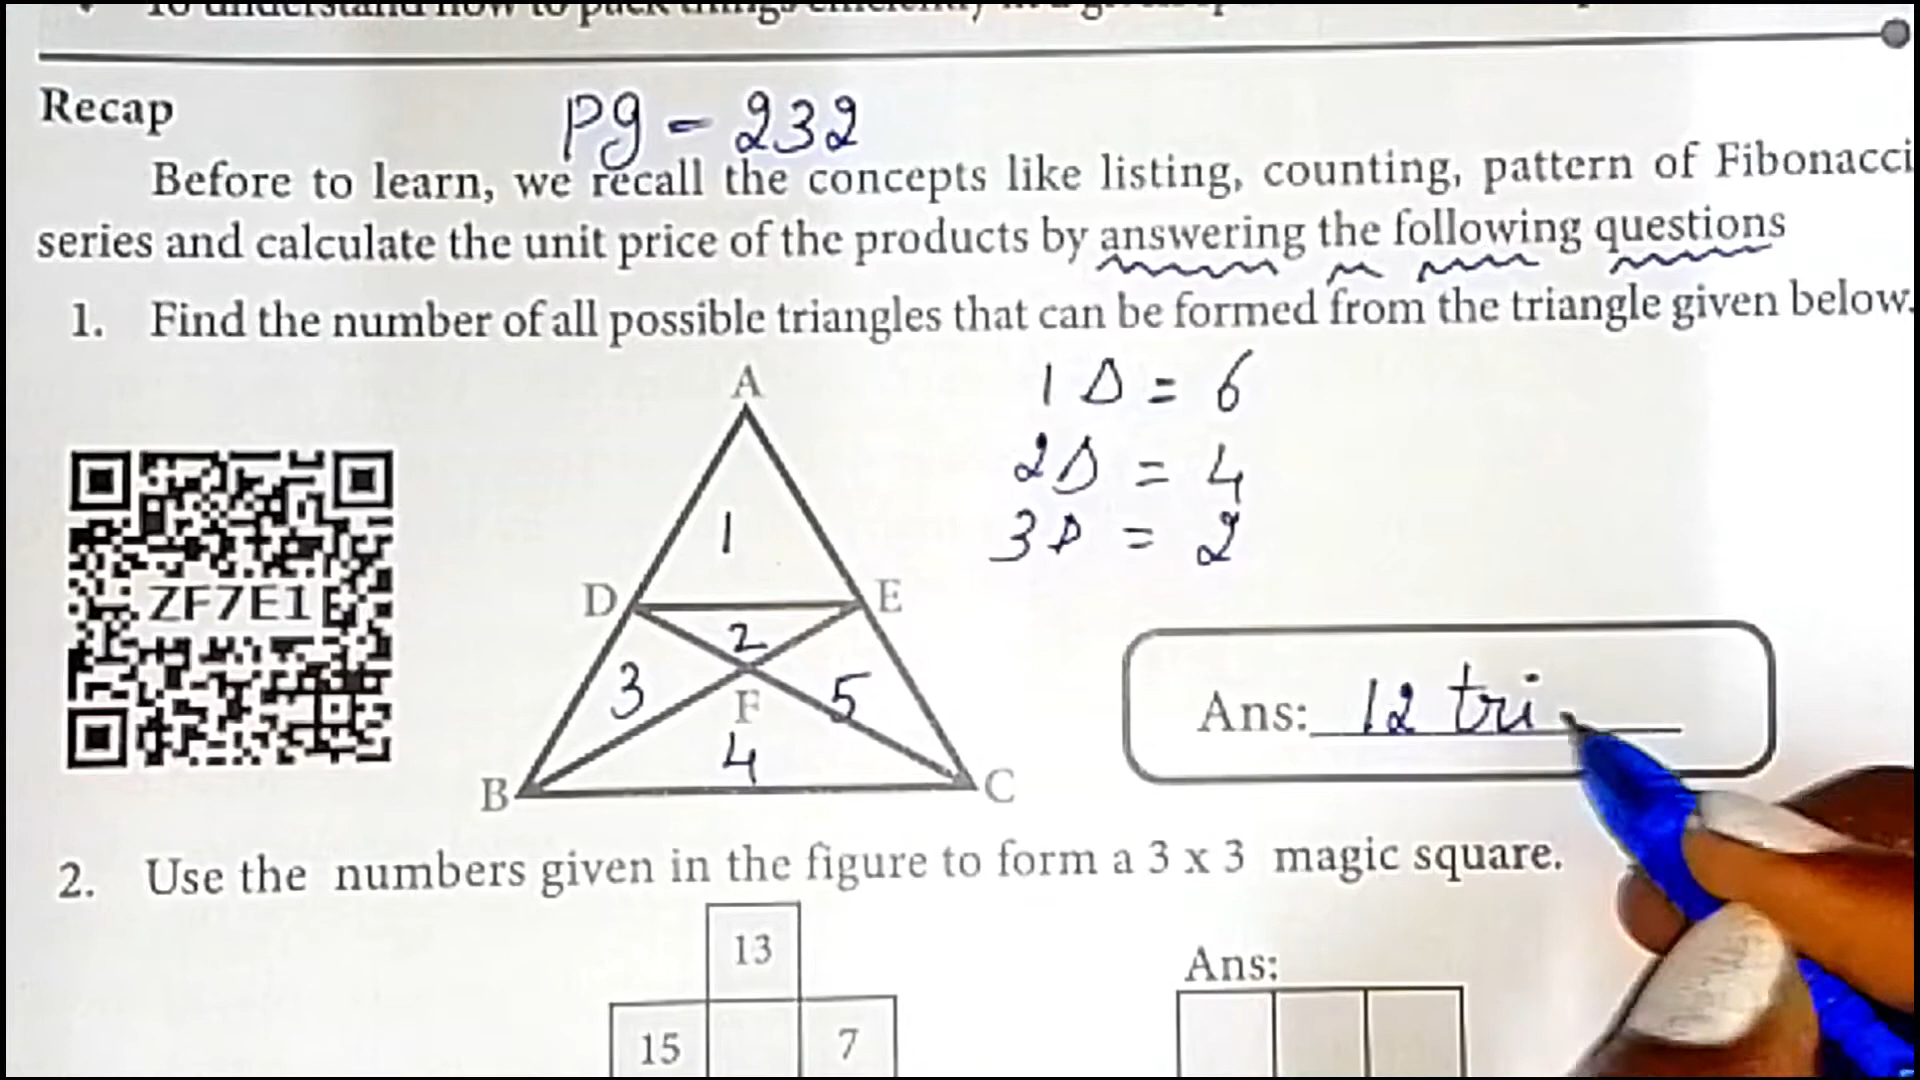 Recap
pg - 232
Before to learn, we recall the concepts like listing, counting, pattern of Fibonacci
series and calculate the unit price of the products by answering the following questions
1. Find the number of all possible triangles that can be formed from the triangle given below.
A
1 Δ = 6
2 Δ = 4
3 Δ = 2
1
ZF7E1E
D
E
2
3
F
5
4
B
C
Ans: 12 tri
2. Use the numbers given in the figure to form a 3 x 3 magic square.
13
15
7
Ans: